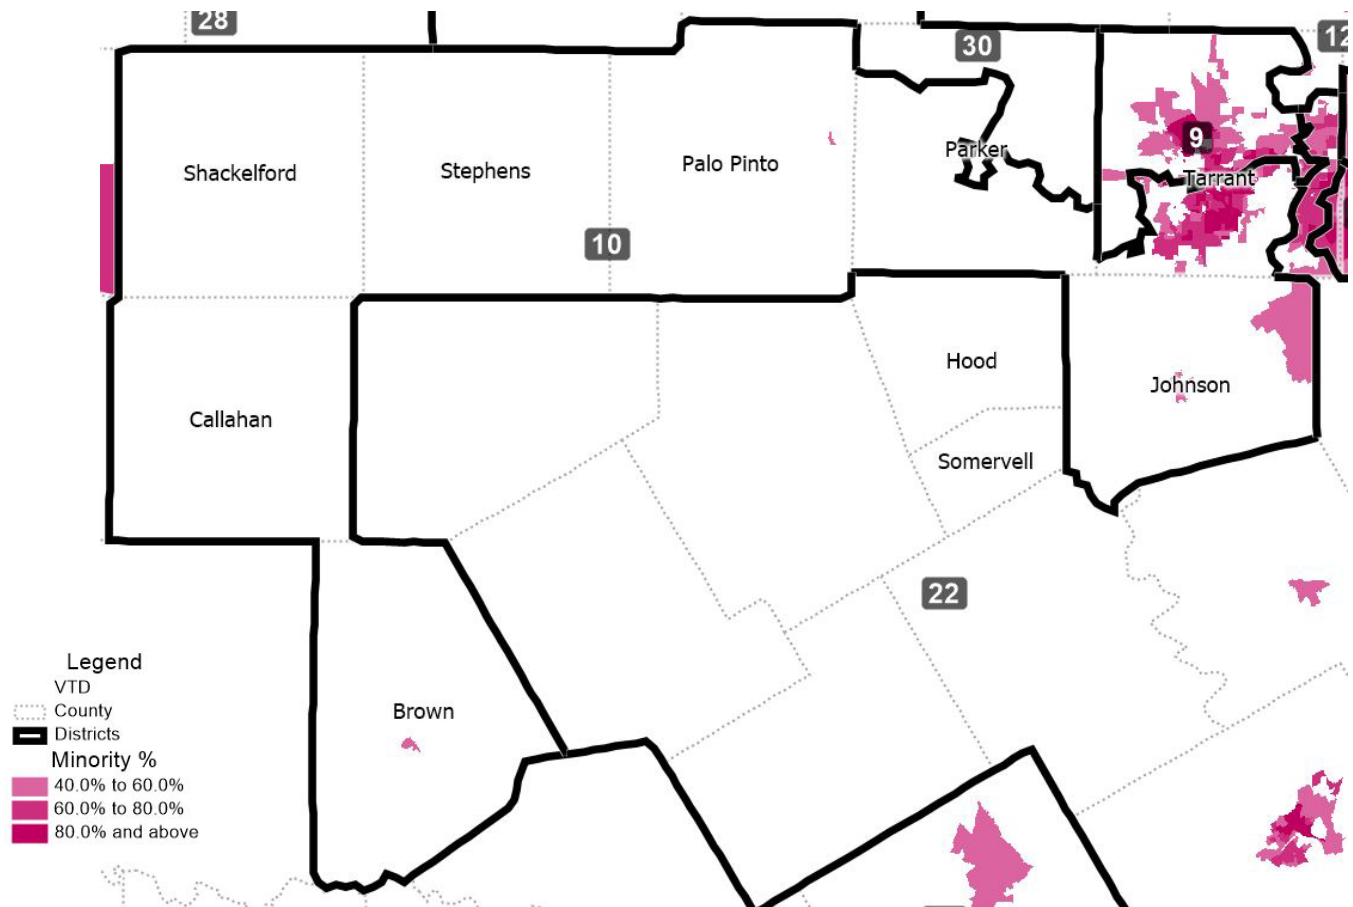 28
12
30
9
Shackelford
Stephens
Palo Pinto
Parker
Tarrant
10
Hood
Johnson
Callahan
Somervell
22
Brown
Legend
VTD
County
Districts
Minority %
40.0% to 60.0%
60.0% to 80.0%
80.0% and above